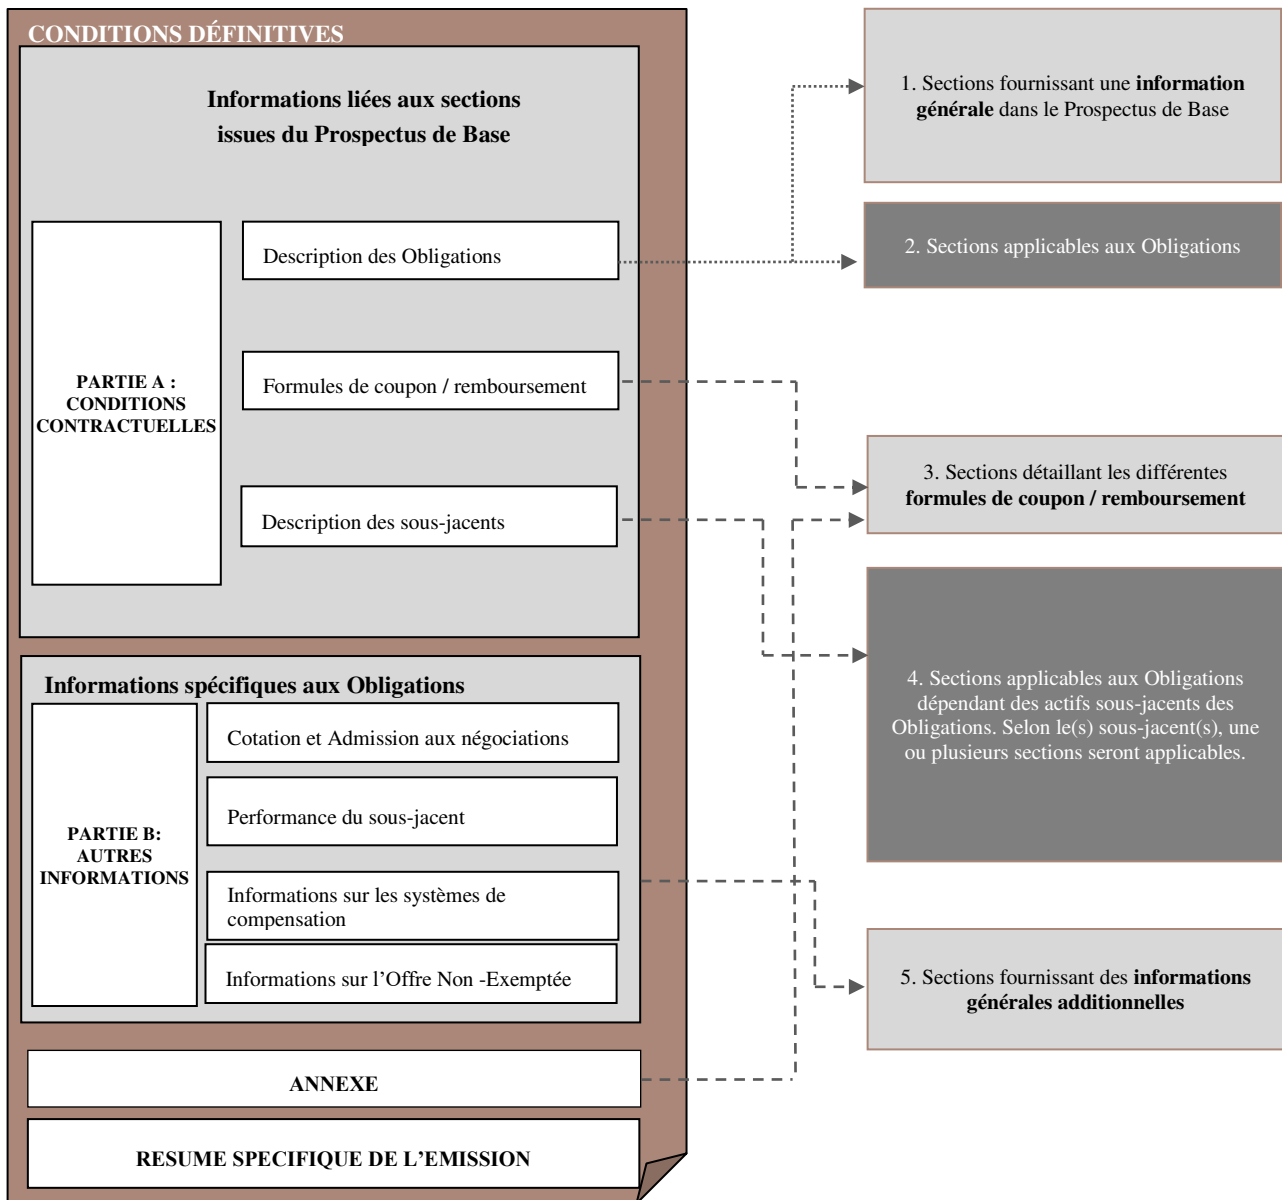 CONDITIONS DÉFINITIVES
Informations liées aux sections
issues du Prospectus de Base
PARTIE A :
CONDITIONS
CONTRACTUELLES
Description des Obligations
Formules de coupon / remboursement
Description des sous-jacents
Informations spécifiques aux Obligations
PARTIE B:
AUTRES
INFORMATIONS
Cotation et Admission aux négociations
Performance du sous-jacent
Informations sur les systèmes de
compensation
Informations sur l’Offre Non -Exemptée
ANNEXE
RESUME SPECIFIQUE DE L’EMISSION
1. Sections fournissant une information
générale dans le Prospectus de Base
2. Sections applicables aux Obligations
3. Sections détaillant les différentes
formules de coupon / remboursement
4. Sections applicables aux Obligations
dépendant des actifs sous-jacents des
Obligations. Selon le(s) sous-jacent(s), une
ou plusieurs sections seront applicables.
5. Sections fournissant des informations
générales additionnelles